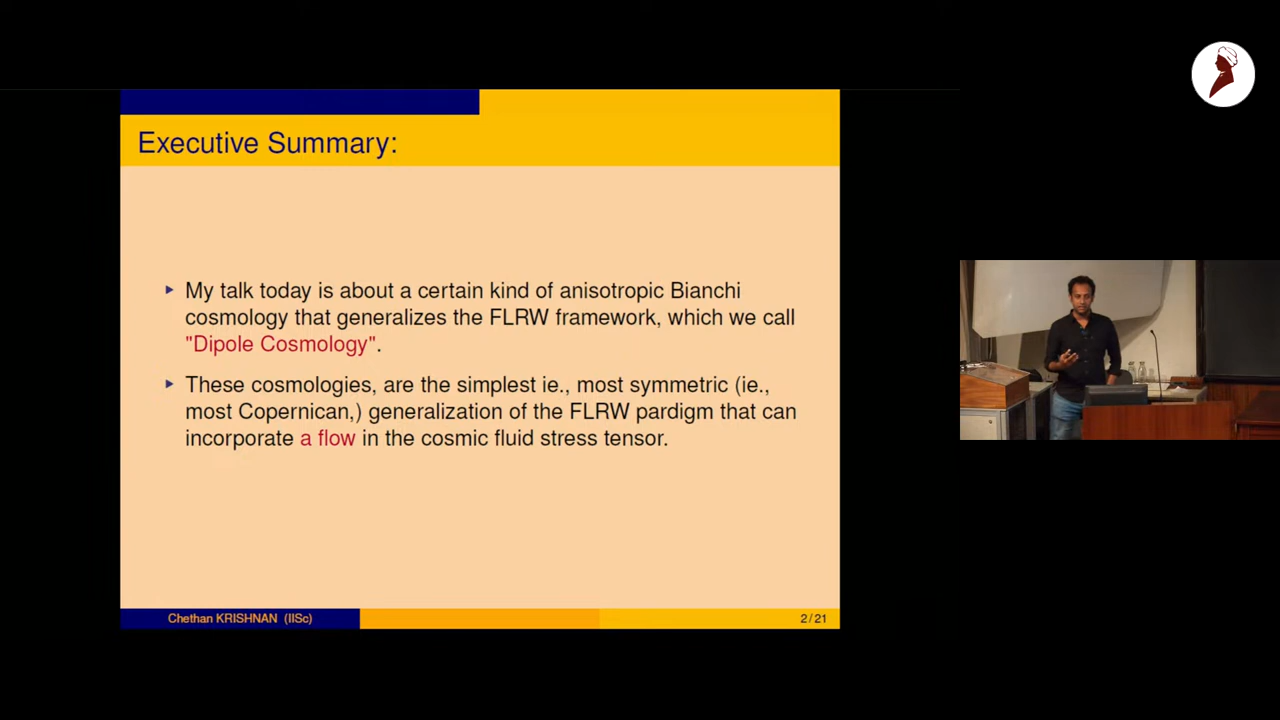 Executive Summary:
My talk today is about a certain kind of anisotropic Bianchi
cosmology that generalizes the FLRW framework, which we call
"Dipole Cosmology".
These cosmologies, are the simplest ie., most symmetric (ie.,
most Copernican,) generalization of the FLRW pardigm that can
incorporate a flow in the cosmic fluid stress tensor.
Chethan KRISHNAN (IISc)
2 / 21